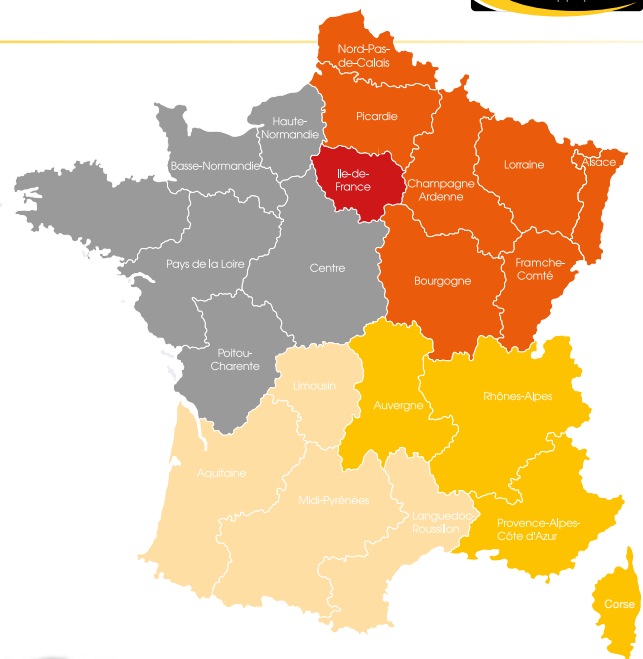 Nord-Pas-
de-Calais
Picardie
Haute-
Normandie
Basse-Normandie
Ile-de-
France
Champagne
Ardenne
Lorraine
Alsace
Pays de la Loire
Centre
Bourgogne
Framche-
Comté
Poitou-
Charente
Limousin
Auvergne
Rhônes-Alpes
Aquitaine
Midi-Pyrénées
Languedoc-
Roussillon
Provence-Alpes-
Côte d'Azur
Corse